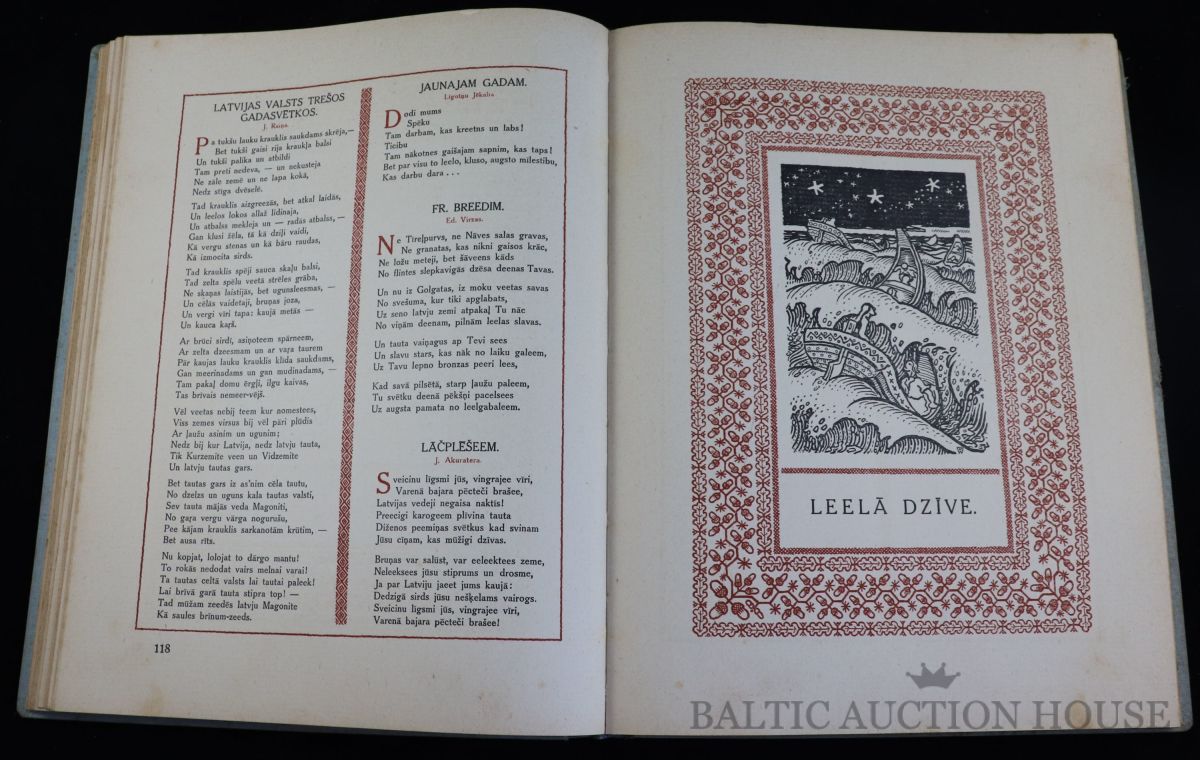 LATVIJAS VALSTS TREŠOS
GADASVĒTKOS.
J. Raiņa.
Pa tukšu lauku krauklis saukdams skrēja,—
Bet tukši gaisi rija kraukļa balsi
Un tukši palika un atbildi
Tam preti nedeva, — un nekusteja
Ne zāle zemē un ne lapa kokā,
Nedz stīga dvēselē.
Tad krauklis aizgreezās, bet atkal laidās,
Un leelos lokos allaž lidinaja,
Un atbalss mekleja un — radās atbalss, —
Gan klusi žēla, tā kā dziļi vaidi,
Kā vergu stenas un kā bāru raudas,
Kā izmocita sirds.
Tad krauklis spēji sauca skaļu balsi,
Tad zelta spēļu veetā strēles grāba,
Ne skaņas laistijās, bet ugunsleesmas, —
Un cēlās vaidetaji, bruņas joza,
Un vergi viri tapa: kaujā metās —
Un kauca kaŗš.
Ar brūci sirdī, asiņoteem spārneem,
Ar zelta dzeesmam un ar vaŗa taurem
Pār kaujas lauku krauklis klīda saukdams,
Gan meerinadams un gan mudinadams, —
Tam pakaļ domu ērgļi, ilgu kaivas,
Tas brivais nemeer-vējš.
Vēl veetas nebij teem kur nomestees,
Viss zemes virsus bij vēl pāri plūdis
Ar ļaužu asinim un ugunim;
Nedz bij kur Latvija, nedz latvju tauta,
Tik Kurzemite veen un Vidzemite
Un latvju tautas gars.
Bet tautas gars iz as'nim cēla tautu,
No dzelzs un uguns kala tautas valsti,
Sev tauta mājās veda Magoniti,
No gaŗa vergu vārga nogurušu,
Pee kājam krauklis sarkanotām krūtim, —
Bet ausa rīts.
Nu kopjat, lolojat to dārgo mantu!
To rokās nedodat vairs melnai varai!
Ta tautas celtā valsts lai tautai paleek!
Lai brīvā garā tauta stipra top! —
Tad mūžam zeedēs latvju Magonite
Kā saules brīnum-zeeds.
118
JAUNAJAM GADAM.
Ligotņu Jēkaba
Dodi mums
Spēku
Tam darbam, kas kreetns un labs!
Ticibu
Tam nākotnes gaišajam sapnim, kas taps!
Bet par visu to leelo, kluso, augsto milestibu,
Kas darbu dara . . .
FR. BREEDIM.
Ed. Virzas.
Ne Tireļpurvs, ne Nāves salas gravas,
Ne granatas, kas nikni gaisos krāc,
Ne ložu meteji, bet šāveens kāds
No flintes slepkavigās dzēsa deenas Tavas.
Un nu iz Golgatas, iz moku veetas savas
No svešuma, kur tiki apglabats,
Uz seno latvju zemi atpakaļ Tu nāc
No viņām deenam, pilnām leelas slavas.
Un tauta vaiņagus ap Tevi sees
Un slavu stars, kas nāk no laiku galeem,
Uz Tavu lepno bronzas peeri lees,
Kad savā pilsētā, starp ļaužu paleem,
Tu svētku deenā pēkšņi pacelsees
Uz augsta pamata no leelgabaleem.
LĀČPLĒŠEEM.
J. Akuratera.
Sveicinu līgsmi jūs, vingrajee vīri,
Varenā bajara pēcteči brašee,
Latvijas vedeji negaisa naktīs!
Preecigi karogeem plivina tauta
Diženos peemiņas svētkus kad svinam
Jūsu cīņam, kas mūžigi dzīvas.
Bruņas var salūst, var eeleektees zeme,
Neleeksees jūsu stiprums un drosme,
Ja par Latviju jaeet jums kaujā:
Dedzigā sirds jūsu nešķelams vairogs.
Sveicinu līgsmi jūs, vingrajee vīri,
Varenā bajara pēcteči brašee!
LEELĀ DZĪVE.
BALTIC AUCTION HOUSE